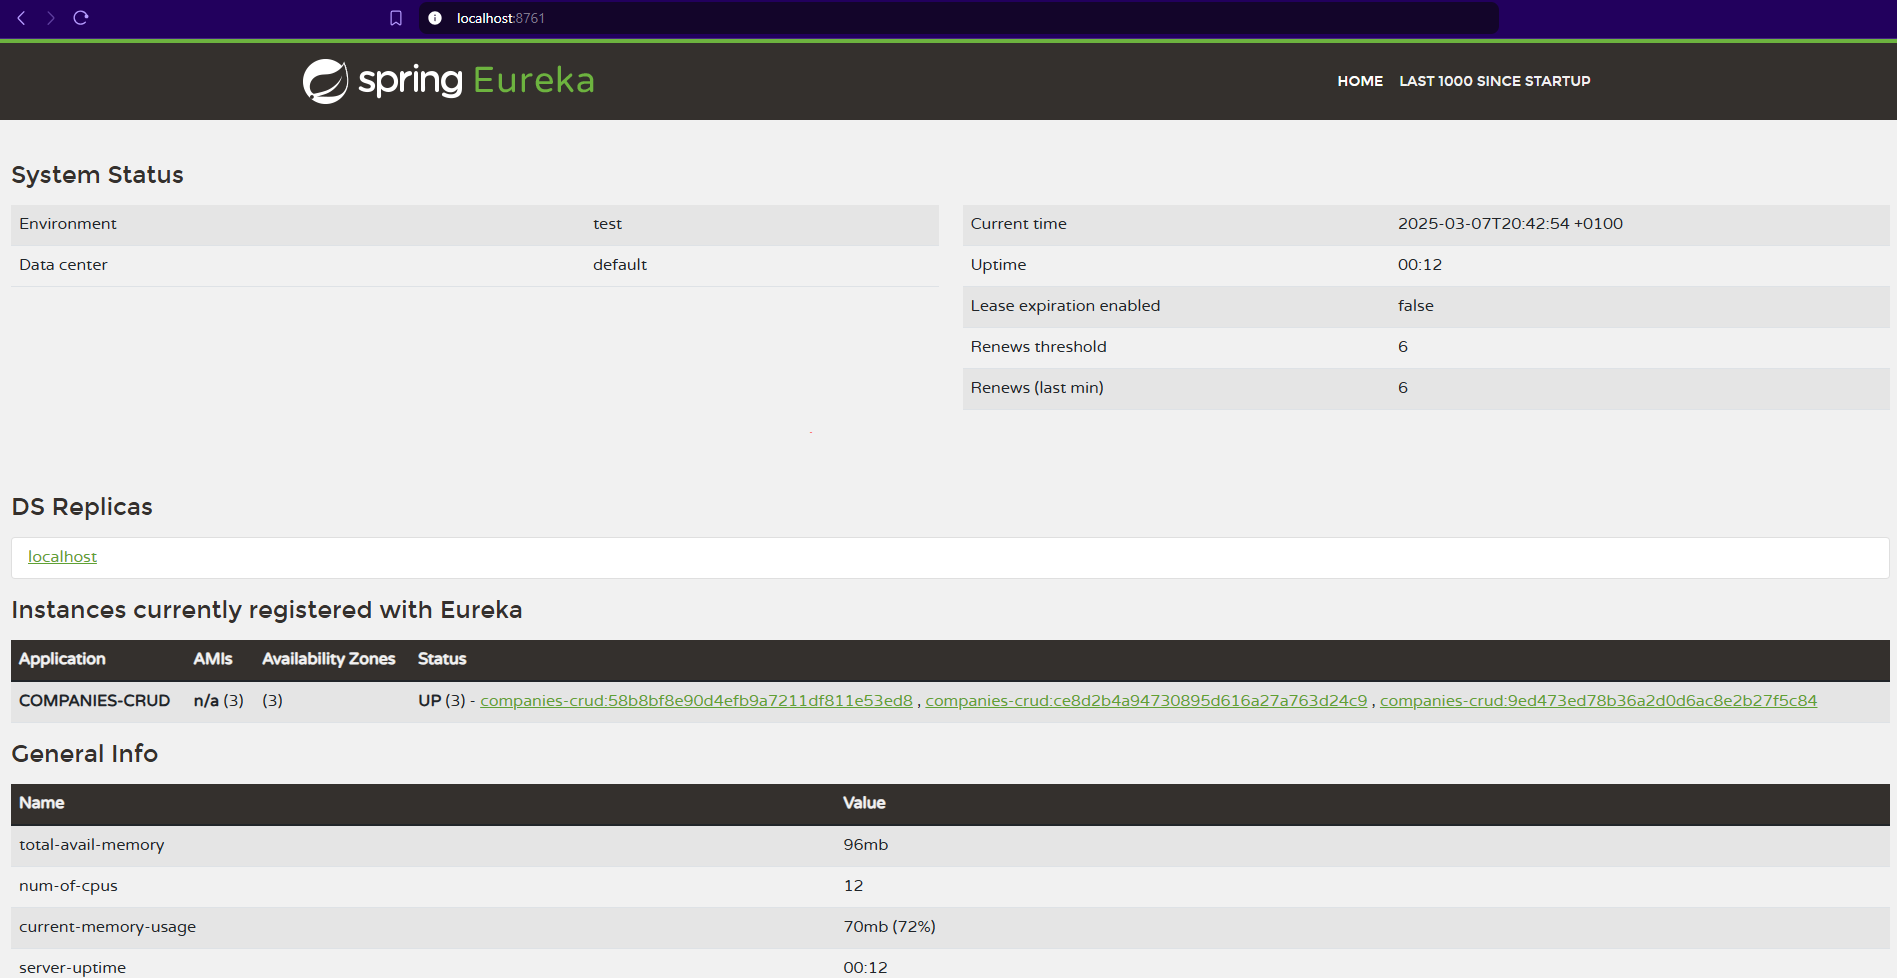 localhost:8761
spring Eureka
HOME LAST 1000 SINCE STARTUP
System Status
Environment test
Data center default
Current time 2025-03-07T20:42:54 +0100
Uptime 00:12
Lease expiration enabled false
Renews threshold 6
Renews (last min) 6
DS Replicas
localhost
Instances currently registered with Eureka
Application AMIs Availability Zones Status
COMPANIES-CRUD n/a (3) (3) UP (3) - companies-crud:58b8bf8e90d4efb9a7211df811e53ed8 , companies-crud:ce8d2b4a94730895d616a27a763d24c9 , companies-crud:9ed473ed78b36a2d0d6ac8e2b27f5c84
General Info
Name Value
total-avail-memory 96mb
num-of-cpus 12
current-memory-usage 70mb (72%)
server-uptime 00:12